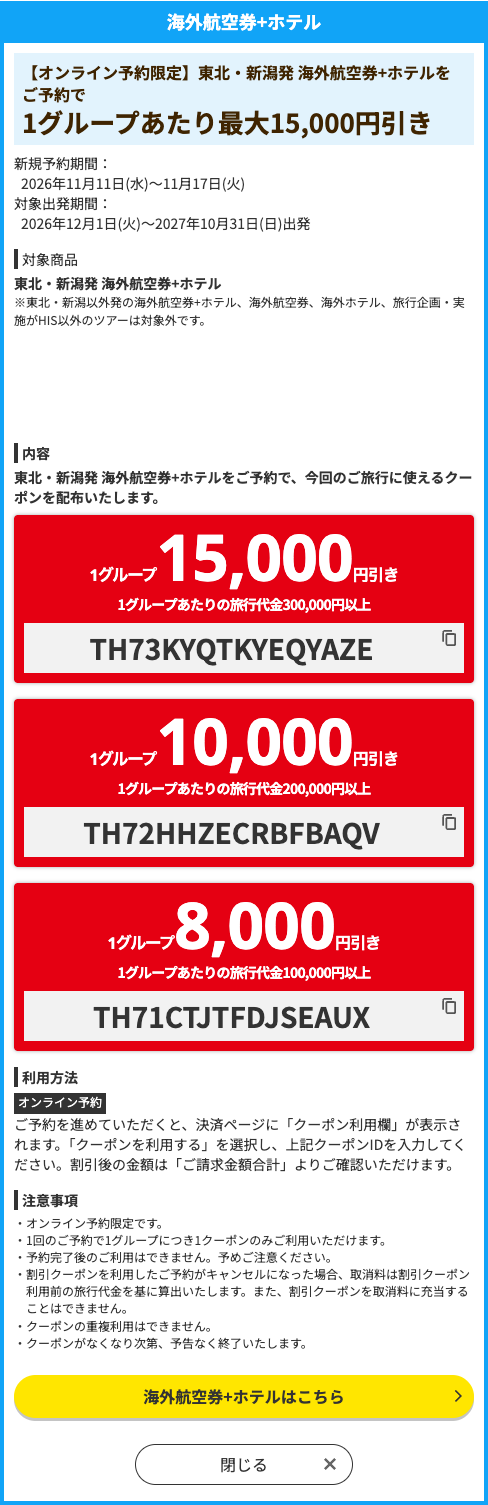 海外航空券+ホテル
【オンライン予約限定】東北・新潟発 海外航空券+ホテルを
ご予約で
1グループあたり最大15,000円引き
新規予約期間：
2026年11月11日(水)～11月17日(火)
対象出発期間：
2026年12月1日(火)～2027年10月31日(日)出発
対象商品
東北・新潟発 海外航空券+ホテル
※東北・新潟以外発の海外航空券+ホテル、海外航空券、海外ホテル、旅行企画・実
施がHIS以外のツアーは対象外です。
内容
東北・新潟発 海外航空券+ホテルをご予約で、今回のご旅行に使えるクー
ポンを配布いたします。
1グループ15,000円引き
1グループあたりの旅行代金300,000円以上
TH73KYQTKYEQYAZE
1グループ10,000円引き
1グループあたりの旅行代金200,000円以上
TH72HHZECRBFBAQV
1グループ8,000円引き
1グループあたりの旅行代金100,000円以上
TH71CTJTFDJSEAUX
利用方法
オンライン予約
ご予約を進めていただくと、決済ページに「クーポン利用欄」が表示さ
れます。「クーポンを利用する」を選択し、上記クーポンIDを入力してく
ださい。割引後の金額は「ご請求金額合計」よりご確認いただけます。
注意事項
・オンライン予約限定です。
・1回のご予約で1グループにつき1クーポンのみご利用いただけます。
・予約完了後のご利用はできません。予めご注意ください。
・割引クーポンを利用したご予約がキャンセルになった場合、取消料は割引クーポン
利用前の旅行代金を基に算出いたします。また、割引クーポンを取消料に充当する
ことはできません。
・クーポンの重複利用はできません。
・クーポンがなくなり次第、予告なく終了いたします。
海外航空券+ホテルはこちら
閉じる